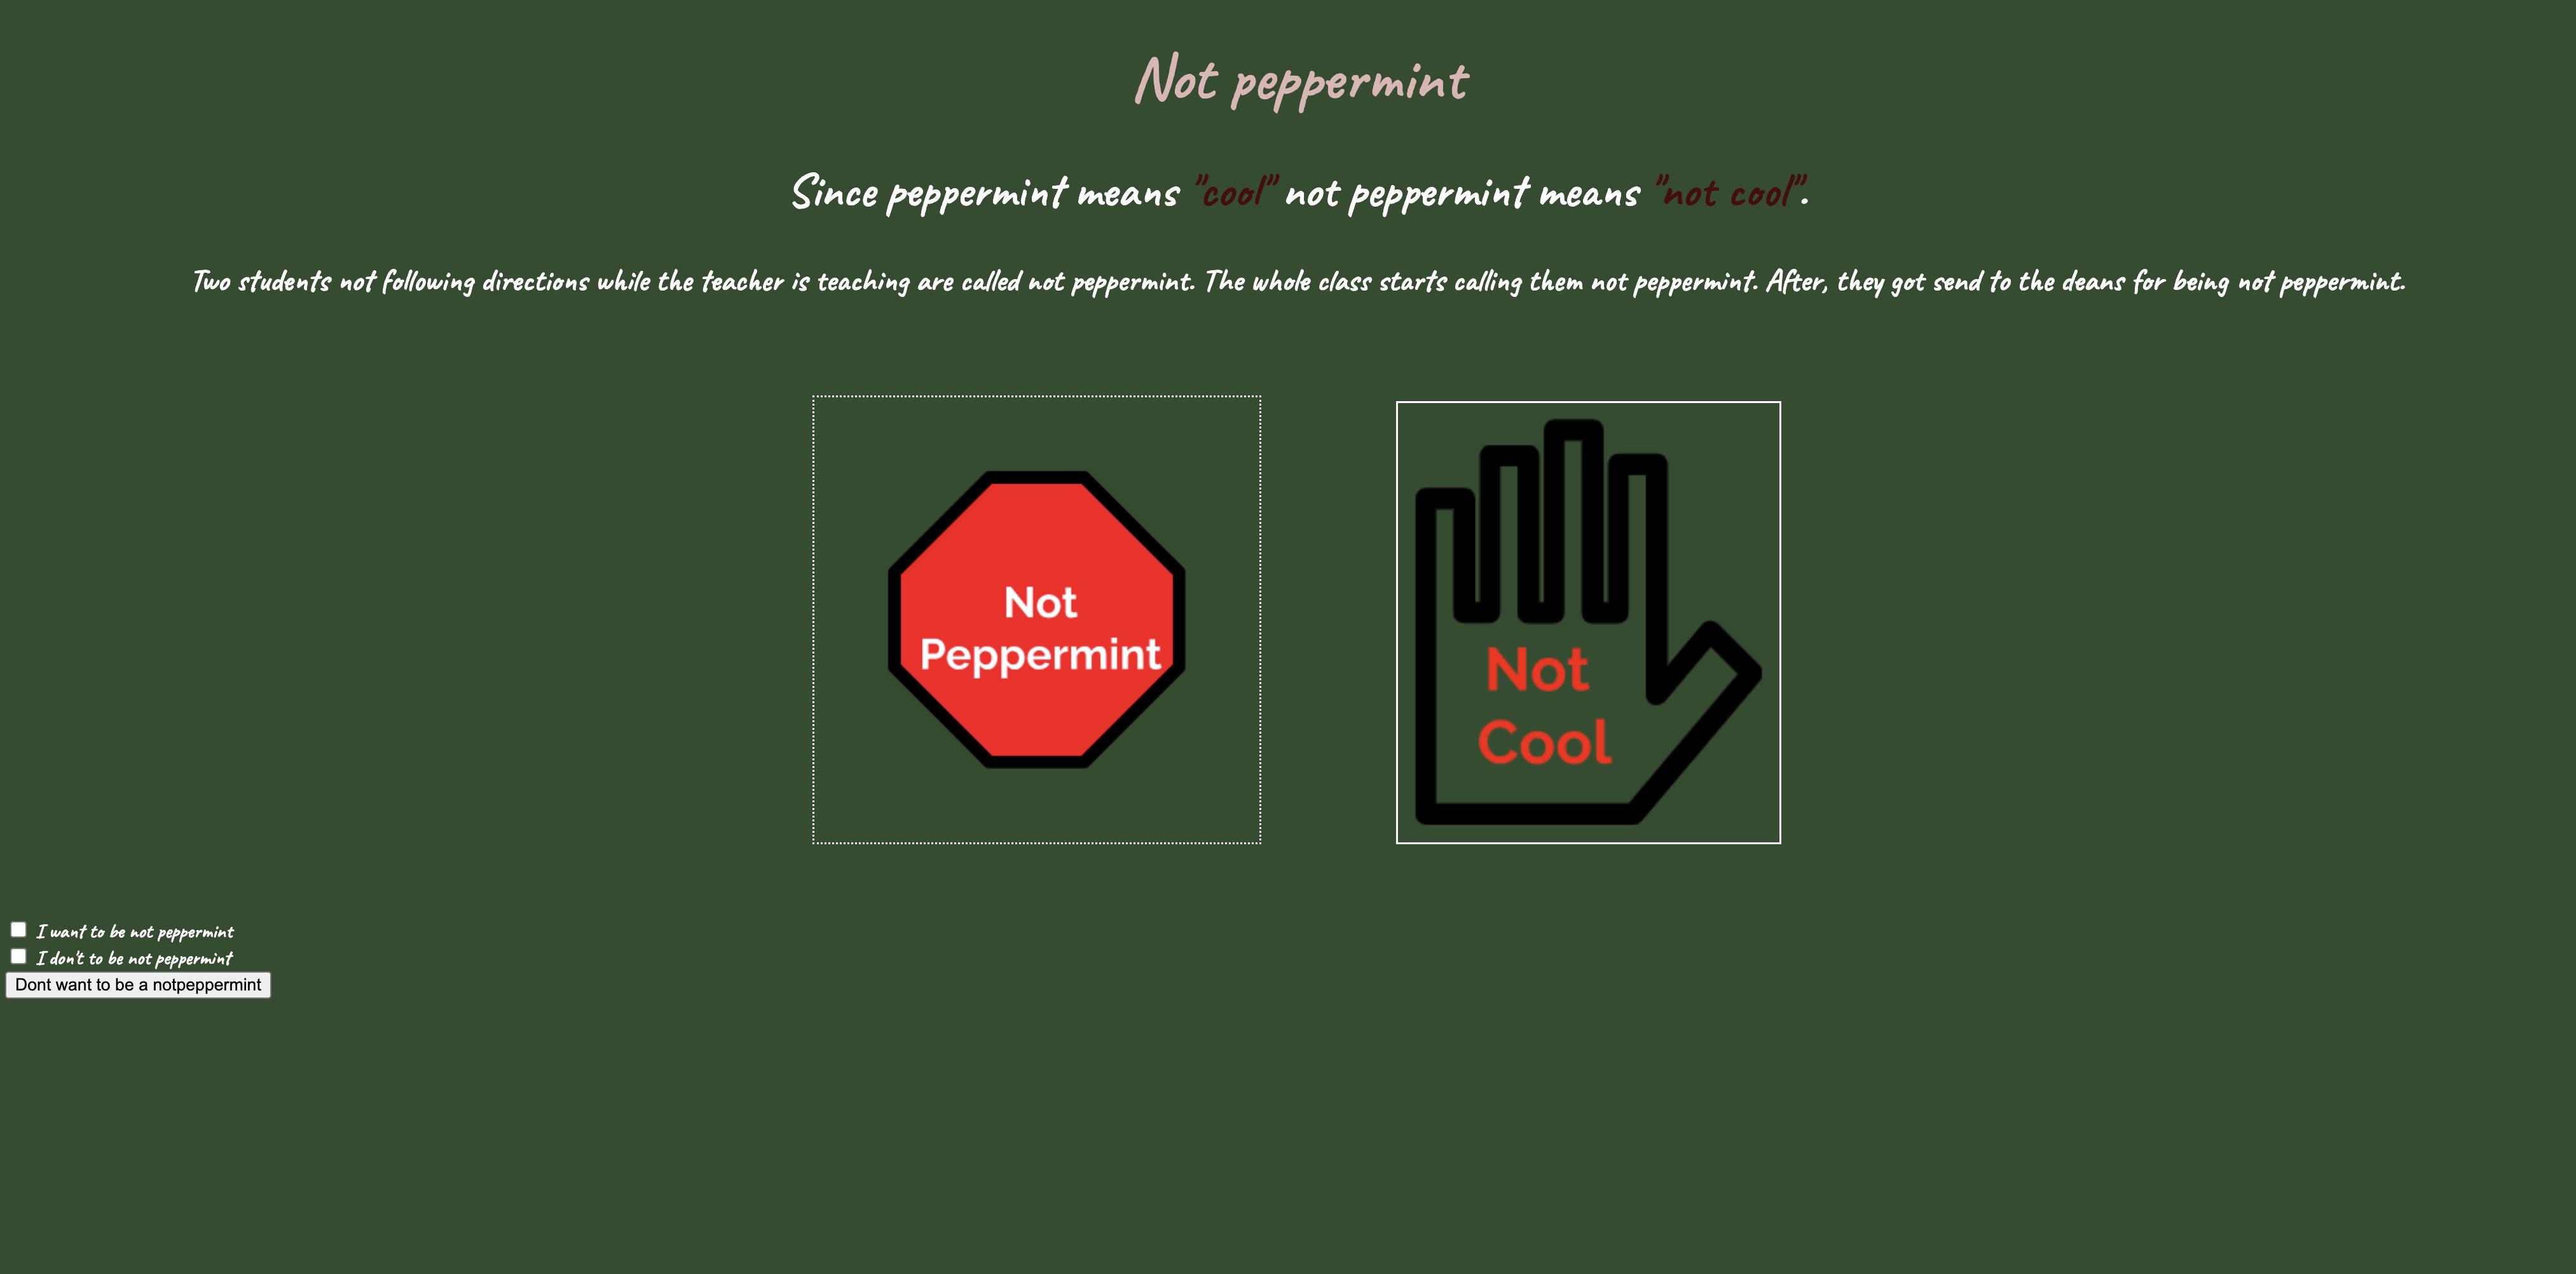 Not peppermint
Since peppermint means "cool" not peppermint means "not cool".
Two students not following directions while the teacher is teaching are called not peppermint. The whole class starts calling them not peppermint. After, they got send to the deans for being not peppermint.
Not
Peppermint
Not
Cool
I want to be not peppermint
I don't to be not peppermint
Dont want to be a notpeppermint